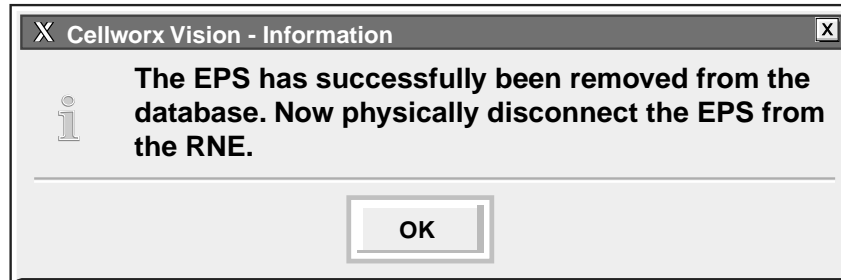 X Cellworx Vision - Information X
The EPS has successfully been removed from the
database. Now physically disconnect the EPS from
the RNE.
OK